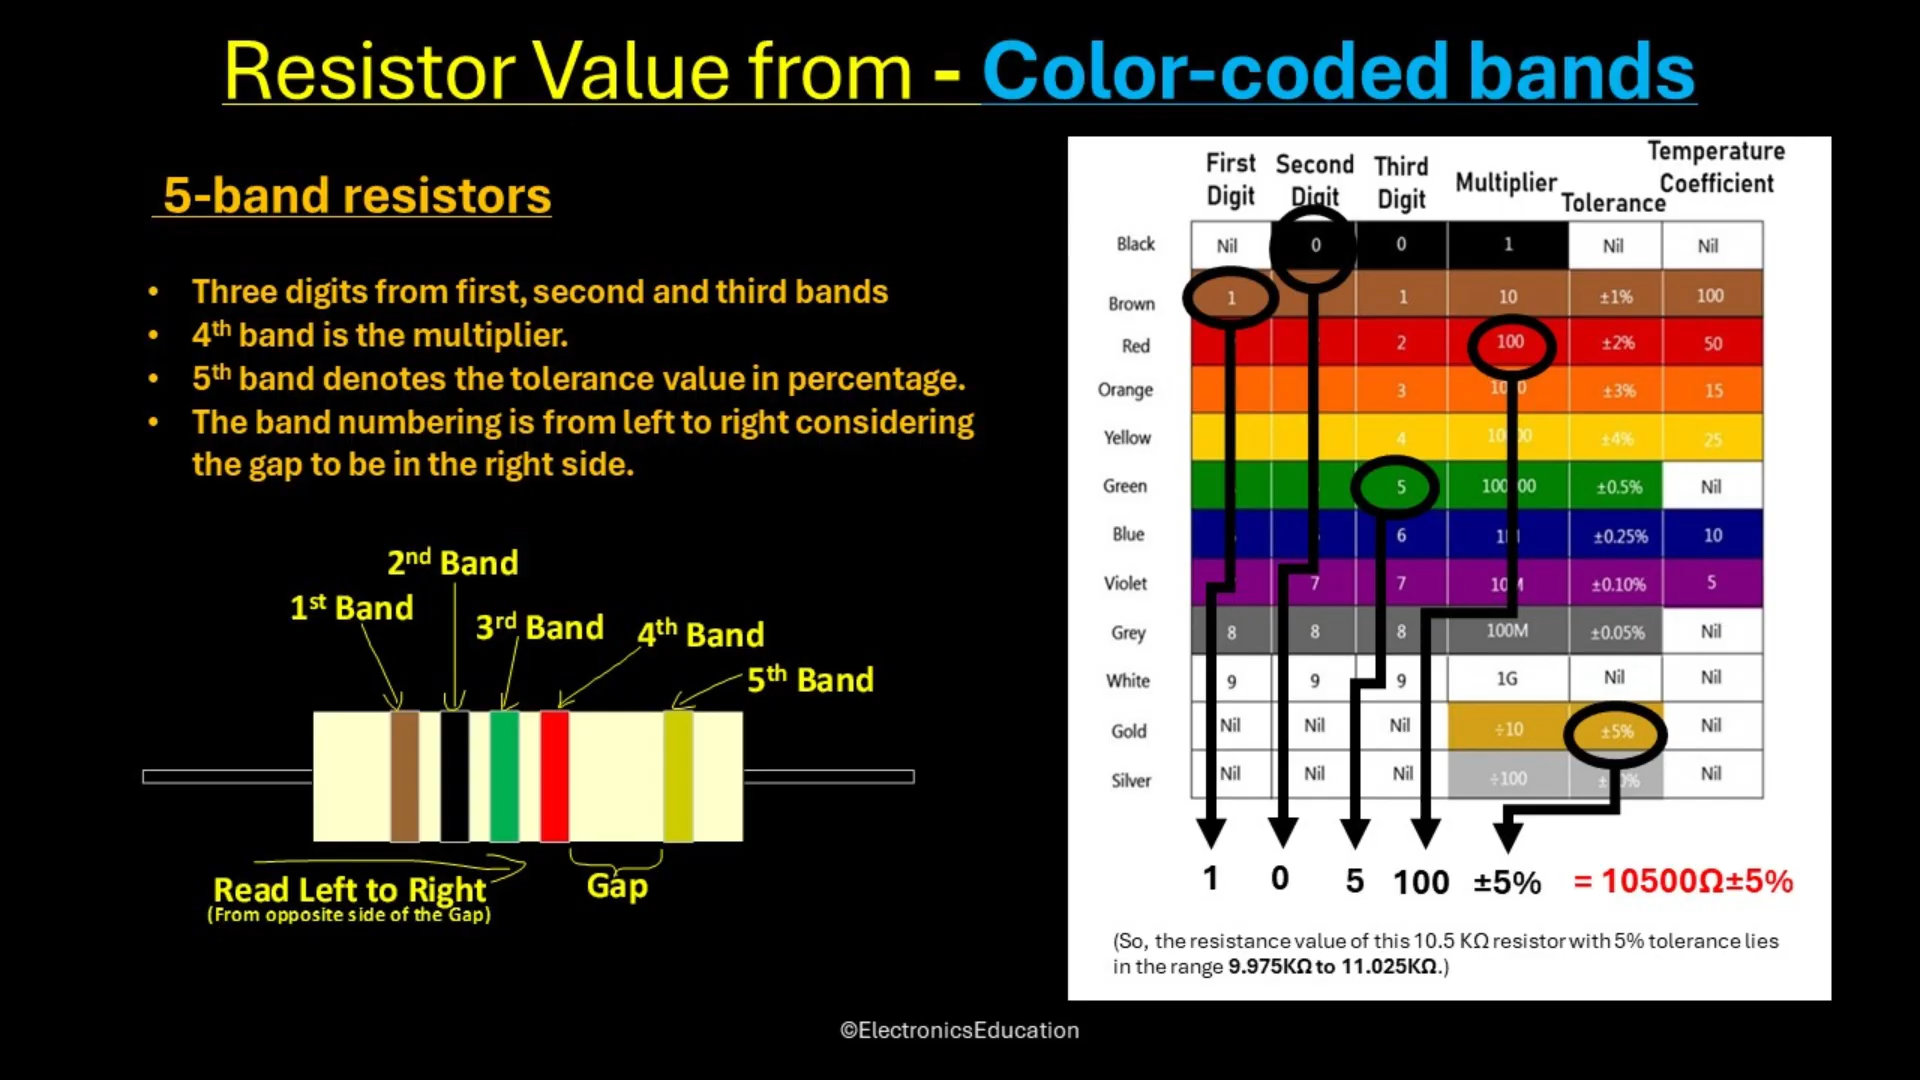 Resistor Value from - Color-coded bands
5-band resistors
• Three digits from first, second and third bands
• 4th band is the multiplier.
• 5th band denotes the tolerance value in percentage.
• The band numbering is from left to right considering
the gap to be in the right side.
2nd Band
1st Band
3rd Band
4th Band
5th Band
Read Left to Right
(From opposite side of the Gap)
Gap
First Digit Second Digit Third Digit Multiplier Tolerance Temperature Coefficient
Black Nil 0 0 1 Nil Nil
Brown 1 1 10 ±1% 100
Red 2 100 ±2% 50
Orange 3 ±3% 15
Yellow 4 ±4% 25
Green 5 ±0.5% Nil
Blue 6 ±0.25% 10
Violet 7 7 ±0.10% 5
Grey 8 8 8 100M ±0.05% Nil
White 9 9 9 1G Nil Nil
Gold Nil Nil Nil ÷10 ±5% Nil
Silver Nil Nil Nil ÷100 Nil
1 0 5 100 ±5% = 10500Ω±5%
(So, the resistance value of this 10.5 KΩ resistor with 5% tolerance lies
in the range 9.975KΩ to 11.025KΩ.)
©ElectronicsEducation